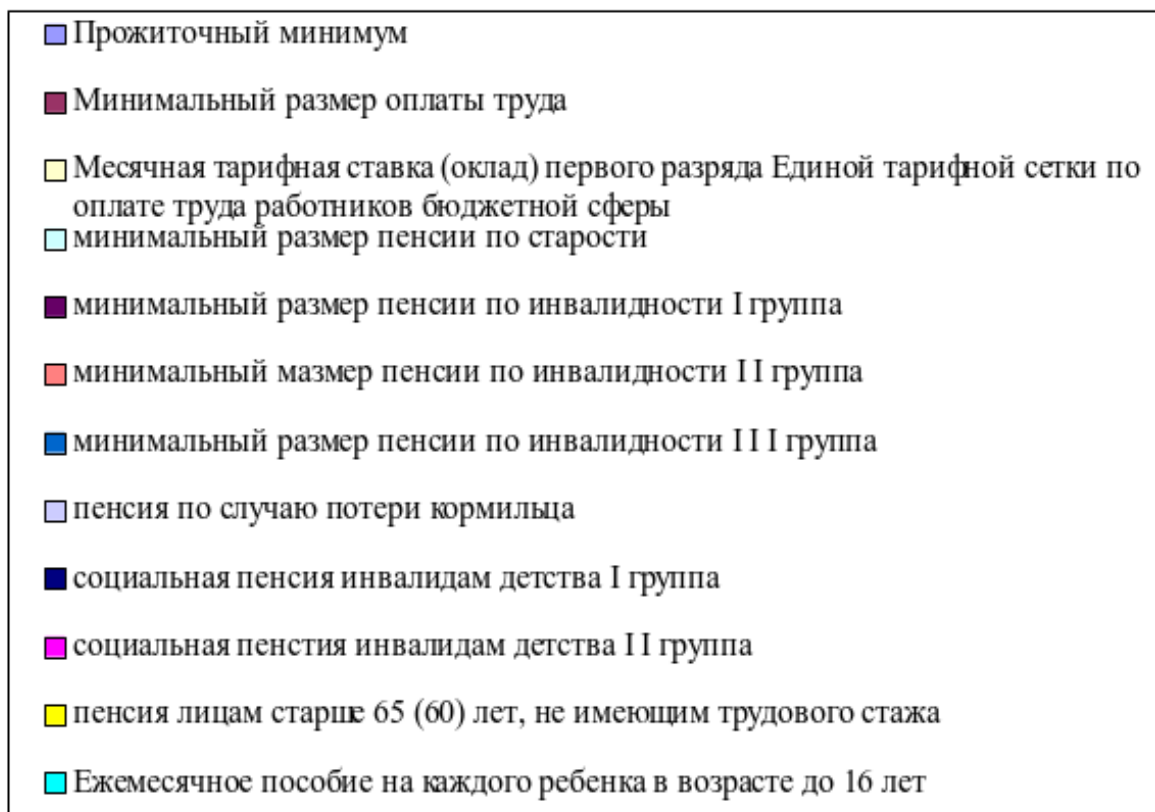 Прожиточный минимум
Минимальный размер оплаты труда
Месячная тарифная ставка (оклад) первого разряда Единой тарифной сетки по
оплате труда работников бюджетной сферы
минимальный размер пенсии по старости
минимальный размер пенсии по инвалидности I группа
минимальный мазмер пенсии по инвалидности I I группа
минимальный размер пенсии по инвалидности I I I группа
пенсия по случаю потери кормильца
социальная пенсия инвалидам детства I группа
социальная пенстия инвалидам детства I I группа
пенсия лицам старше 65 (60) лет, не имеющим трудового стажа
Ежемесячное пособие на каждого ребенка в возрасте до 16 лет